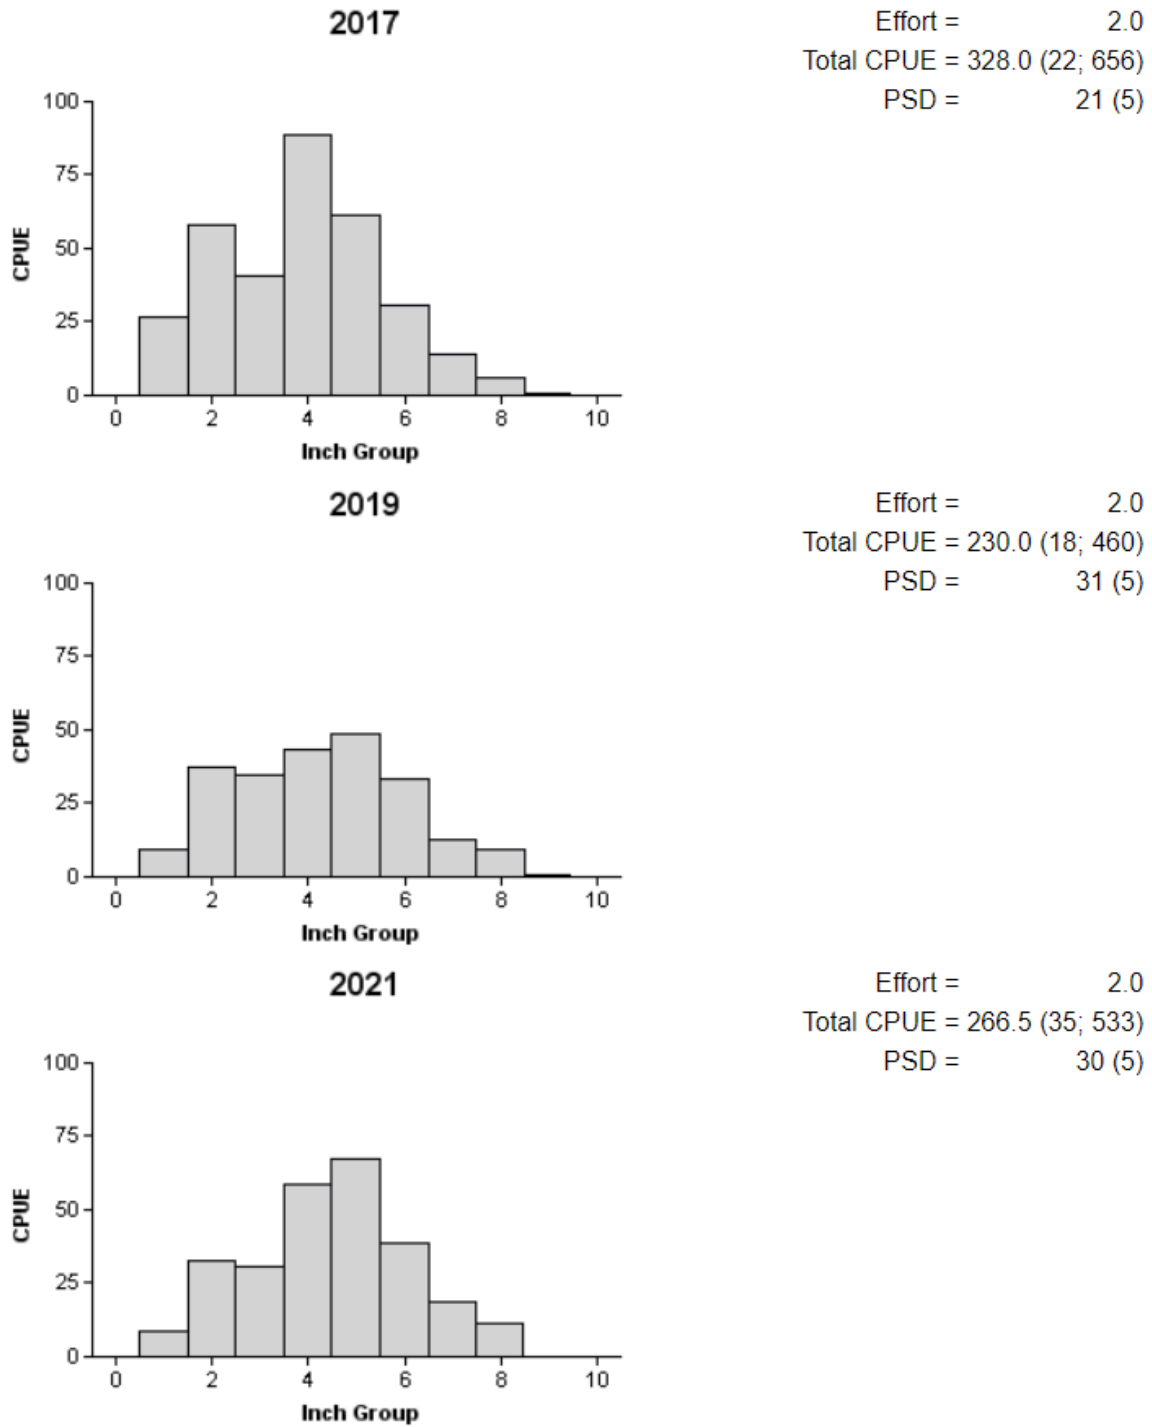 2017
Effort = 2.0
Total CPUE = 328.0 (22; 656)
PSD = 21 (5)
100
75
50
25
0
CPUE
0 2 4 6 8 10
Inch Group
2019
Effort = 2.0
Total CPUE = 230.0 (18; 460)
PSD = 31 (5)
100
75
50
25
0
CPUE
0 2 4 6 8 10
Inch Group
2021
Effort = 2.0
Total CPUE = 266.5 (35; 533)
PSD = 30 (5)
100
75
50
25
0
CPUE
0 2 4 6 8 10
Inch Group